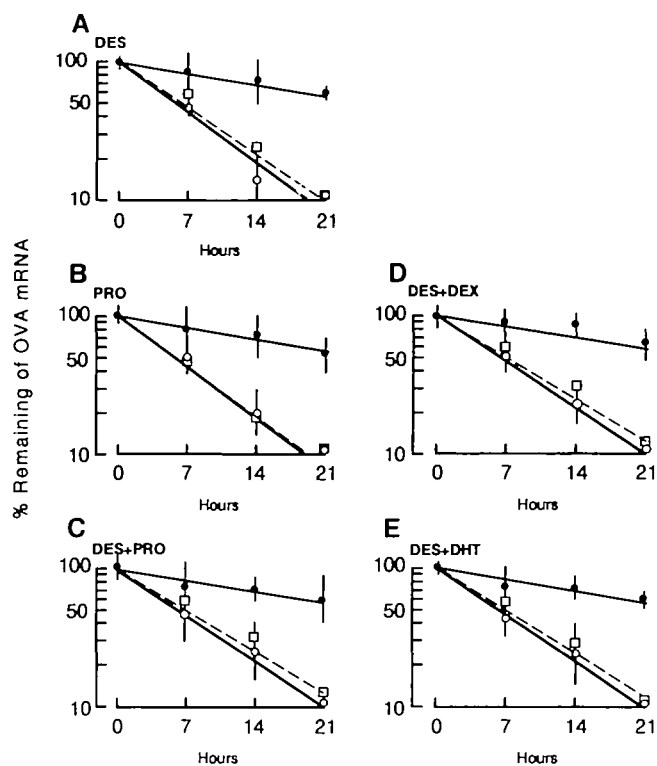 A
DES
100
50
10
0 7 14 21
Hours
% Remaining of OVA mRNA
B
PRO
100
50
10
0 7 14 21
Hours
C
DES+PRO
100
50
10
0 7 14 21
Hours
D
DES+DEX
100
50
10
0 7 14 21
Hours
E
DES+DHT
100
50
10
0 7 14 21
Hours